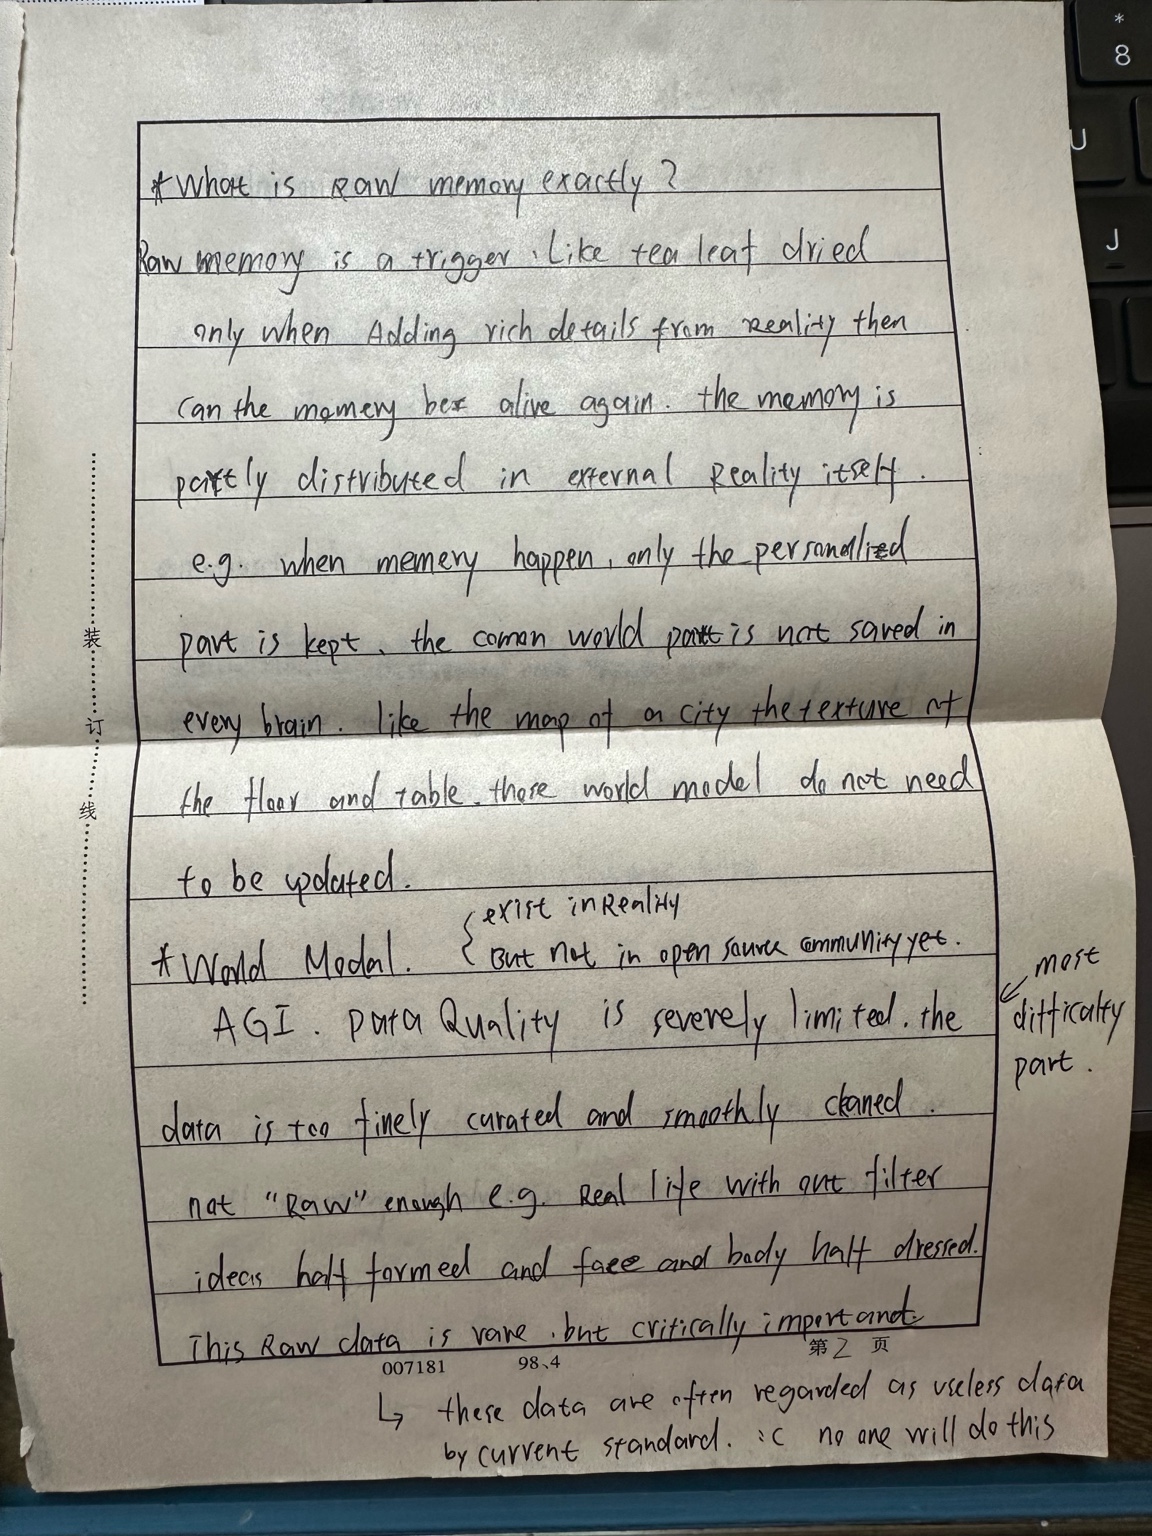 *
8
U
J
*What is Raw memory exactly?
Raw memory is a trigger. Like tea leaf dried
only when Adding rich details from Reality then
can the memery be alive again. the memory is
partly distributed in external Reality itself.
e.g. when memery happen, only the personalized
part is kept、the comon world part is not saved in
every brain. like the map of a city the texture of
the floor and table. those world model do not need
to be updated.
exist in Reality
*World Model. But not in open source community yet.
most
AGI. Data Quality is severely limited. the
difficalty
part.
data is too finely curated and smoothly cleaned.
not "Raw" enough e.g. Real life with out filter
ideas half formed and face and body half dressed.
This Raw data is rare. but critically important.
007181 98、4 第2页
↳ these data are often regarded as useless data
by current standard. :c no one will do this
装
订
线